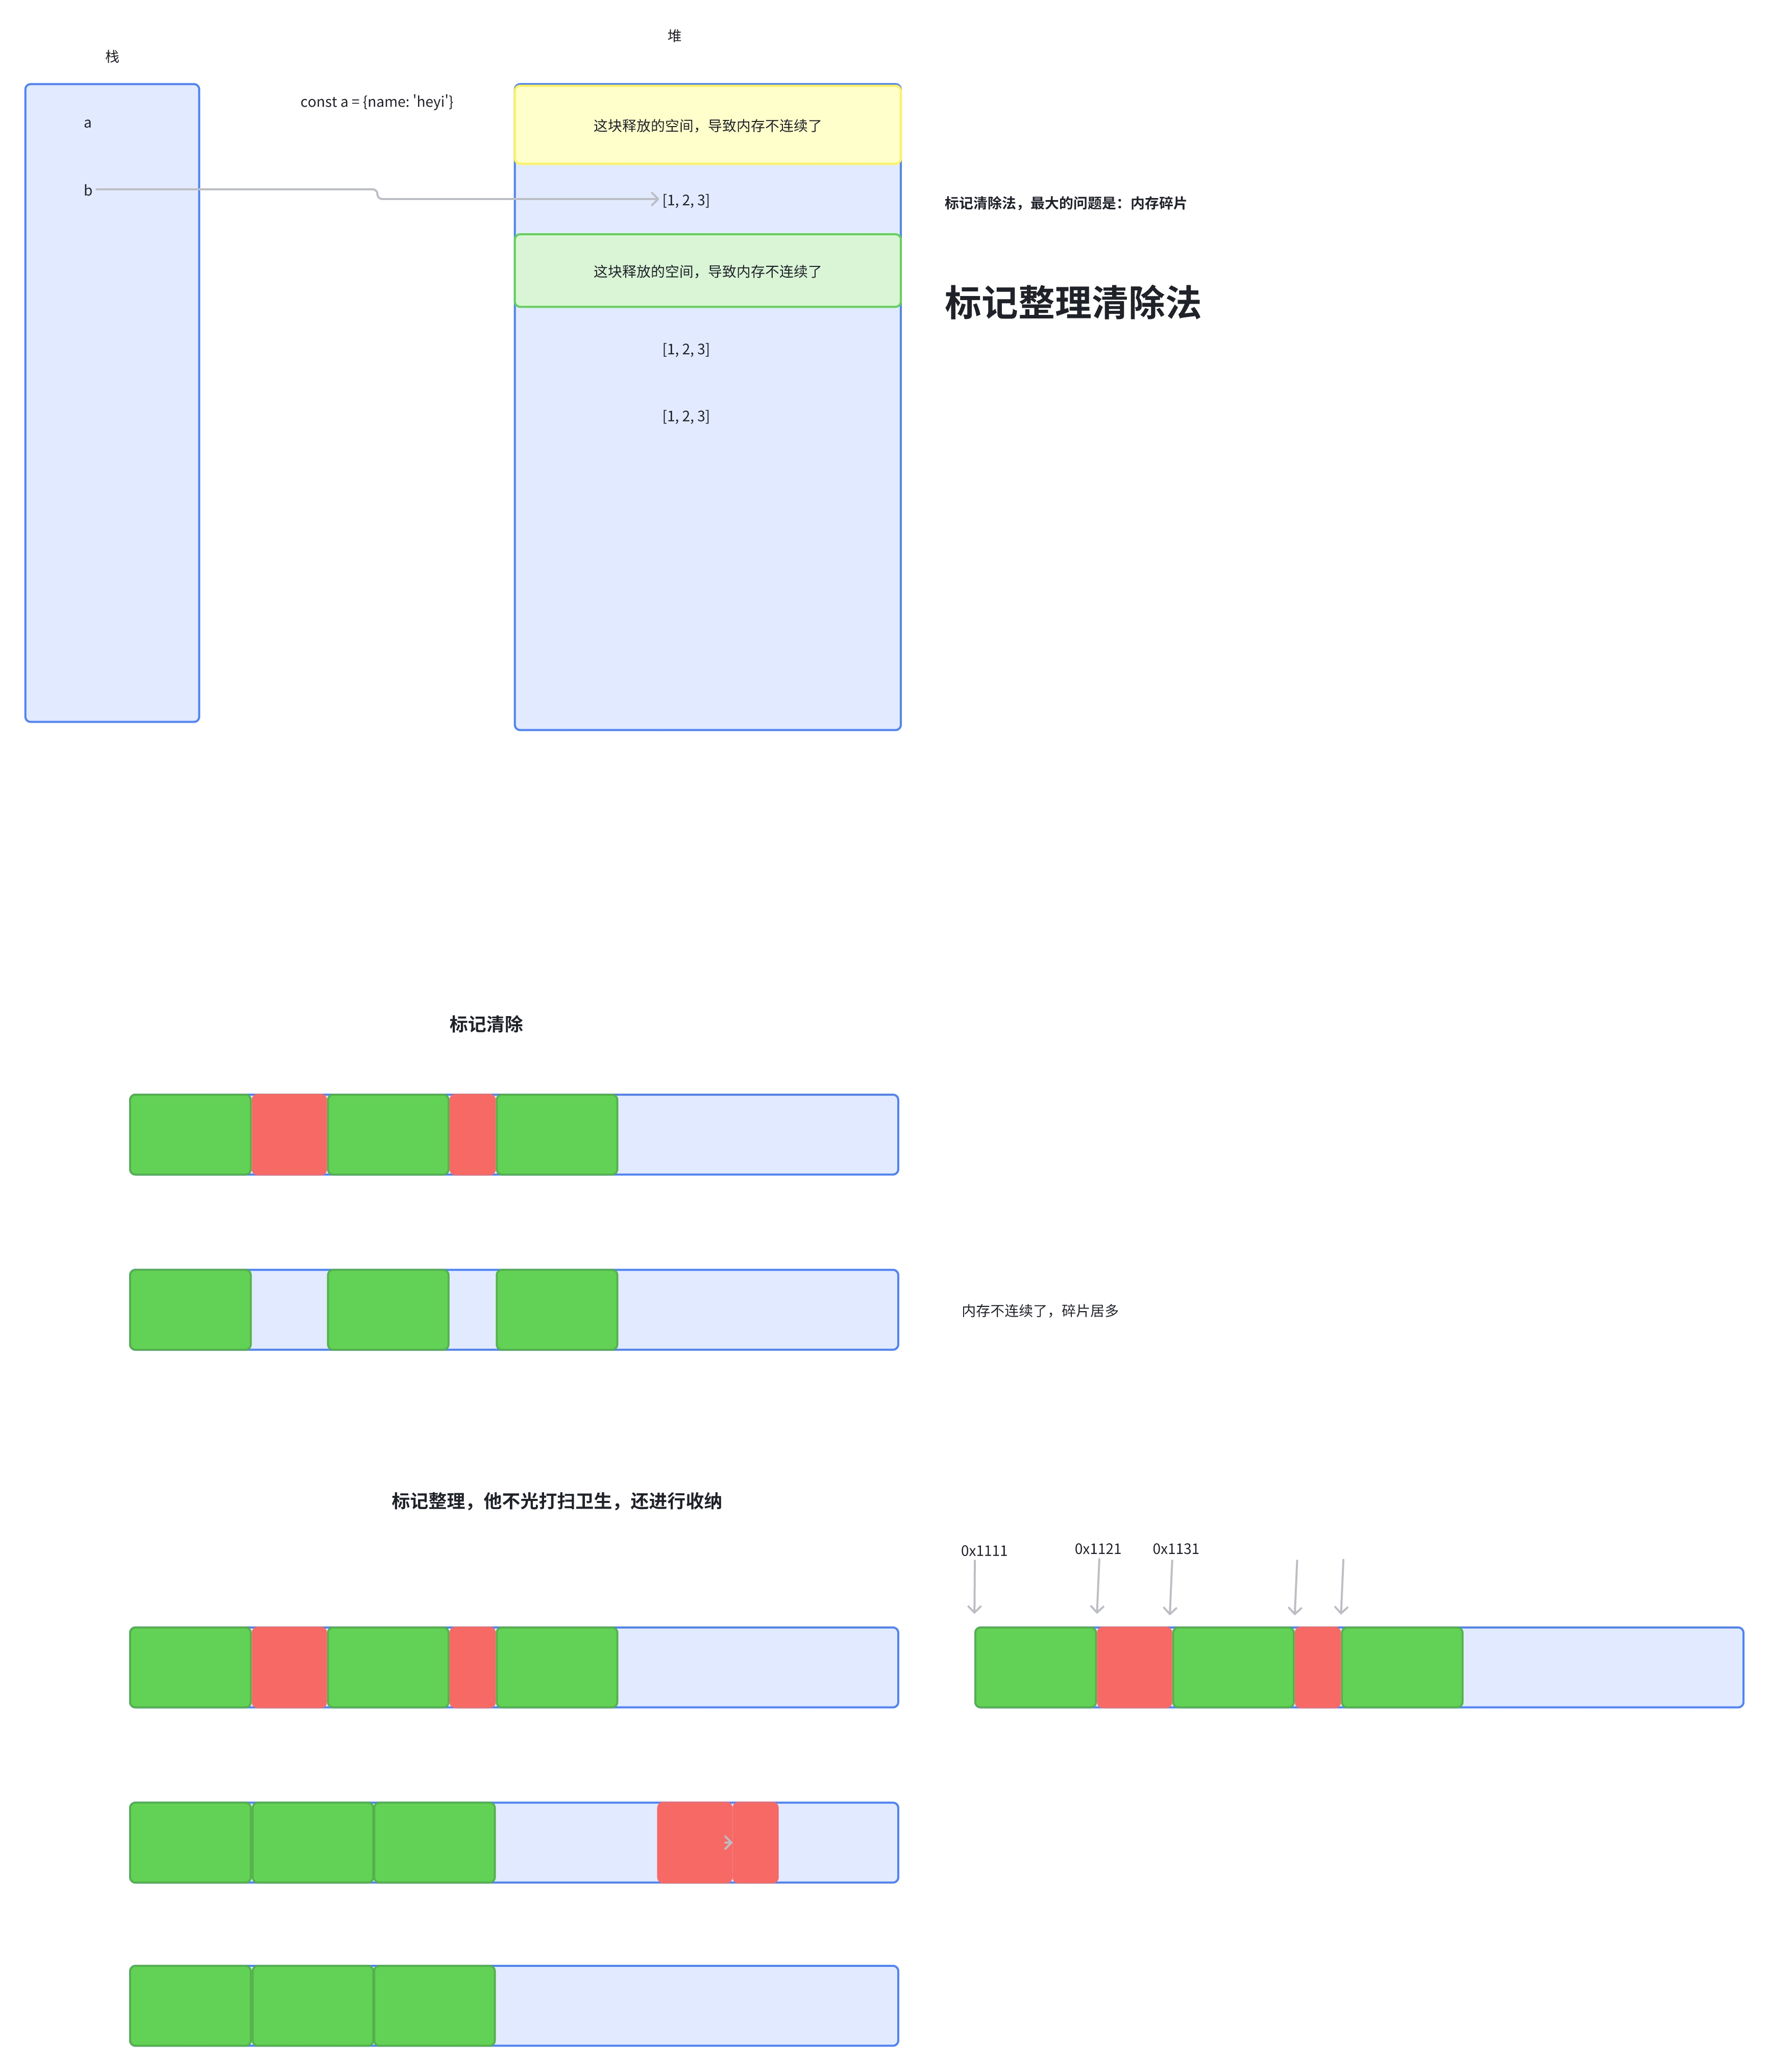 栈
堆
a
const a = {name: 'heyi'}
这块释放的空间，导致内存不连续了
b
[1, 2, 3]
标记清除法，最大的问题是：内存碎片
这块释放的空间，导致内存不连续了
标记整理清除法
[1, 2, 3]
[1, 2, 3]
标记清除
内存不连续了，碎片居多
标记整理，他不光打扫卫生，还进行收纳
0x1111
0x1121
0x1131